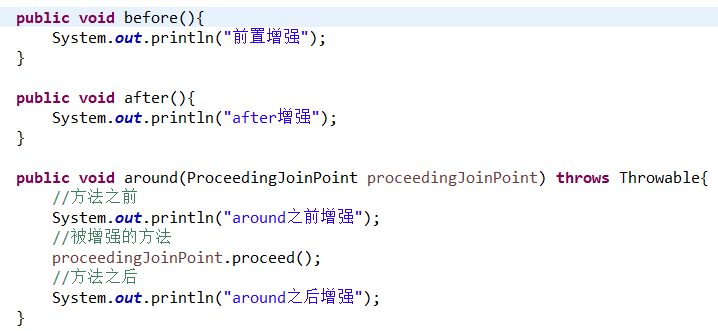 public void before(){
System.out.println("前置增强");
}
public void after(){
System.out.println("after增强");
}
public void around(ProceedingJoinPoint proceedingJoinPoint) throws Throwable{
//方法之前
System.out.println("around之前增强");
//被增强的方法
proceedingJoinPoint.proceed();
//方法之后
System.out.println("around之后增强");
}